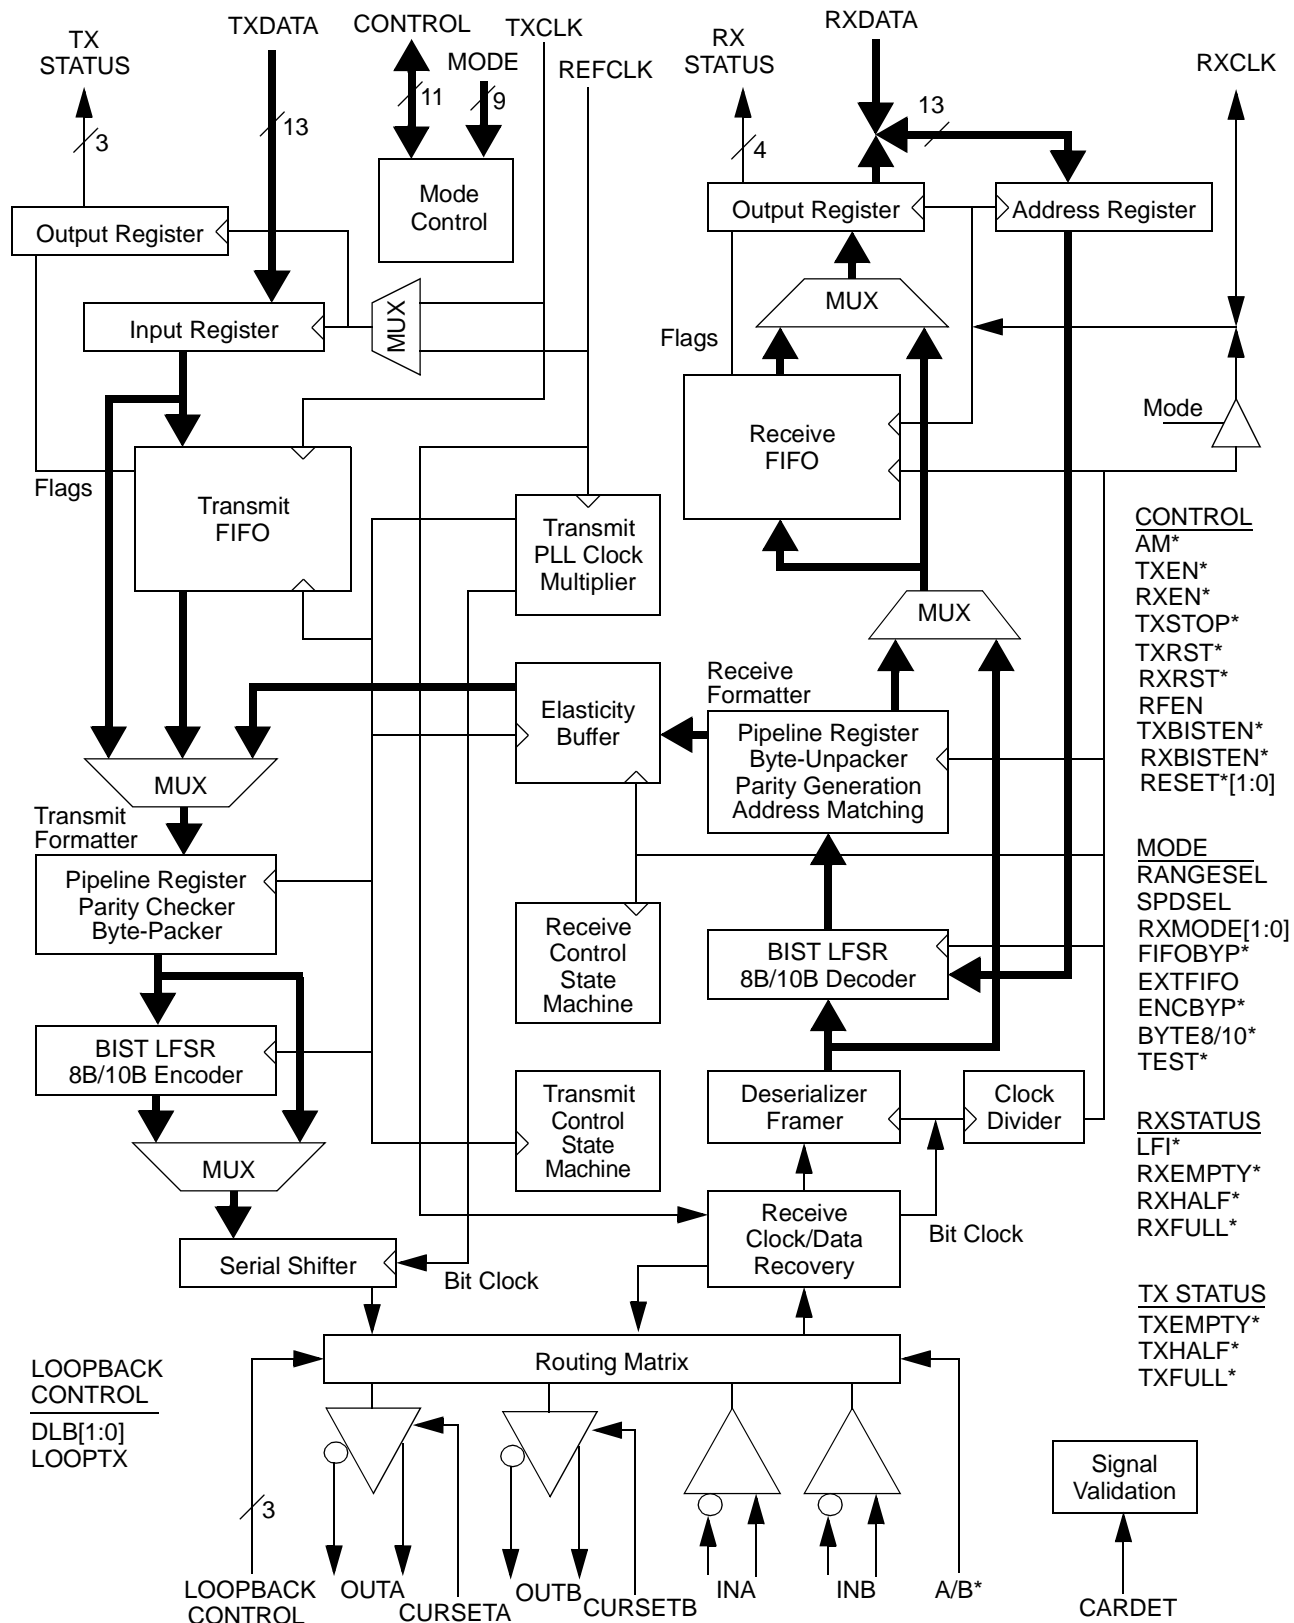 TX
STATUS
TXDATA
CONTROL
MODE
TXCLK
REFCLK
RX
STATUS
RXDATA
RXCLK
3
13
11
9
4
13
Mode
Control
Output Register
Output Register
Address Register
Input Register
MUX
MUX
Flags
Flags
Transmit
FIFO
Transmit
PLL Clock
Multiplier
Receive
FIFO
Mode
MUX
Elasticity
Buffer
Receive
Formatter
Pipeline Register
Byte-Unpacker
Parity Generation
Address Matching
MUX
Transmit
Formatter
Pipeline Register
Parity Checker
Byte-Packer
Receive
Control
State
Machine
BIST LFSR
8B/10B Decoder
BIST LFSR
8B/10B Encoder
Transmit
Control
State
Machine
Deserializer
Framer
Clock
Divider
MUX
Receive
Clock/Data
Recovery
Bit Clock
Serial Shifter
Bit Clock
Routing Matrix
LOOPBACK
CONTROL
DLB[1:0]
LOOPTX
3
LOOPBACK
CONTROL
OUTA
CURSETA
OUTB
CURSETB
INA
INB
A/B*
Signal
Validation
CARDET
CONTROL
AM*
TXEN*
RXEN*
TXSTOP*
TXRST*
RXRST*
RFEN
TXBISTEN*
RXBISTEN*
RESET*[1:0]
MODE
RANGESEL
SPDSEL
RXMODE[1:0]
FIFOBYP*
EXTFIFO
ENCBYP*
BYTE8/10*
TEST*
RXSTATUS
LFI*
RXEMPTY*
RXHALF*
RXFULL*
TX STATUS
TXEMPTY*
TXHALF*
TXFULL*